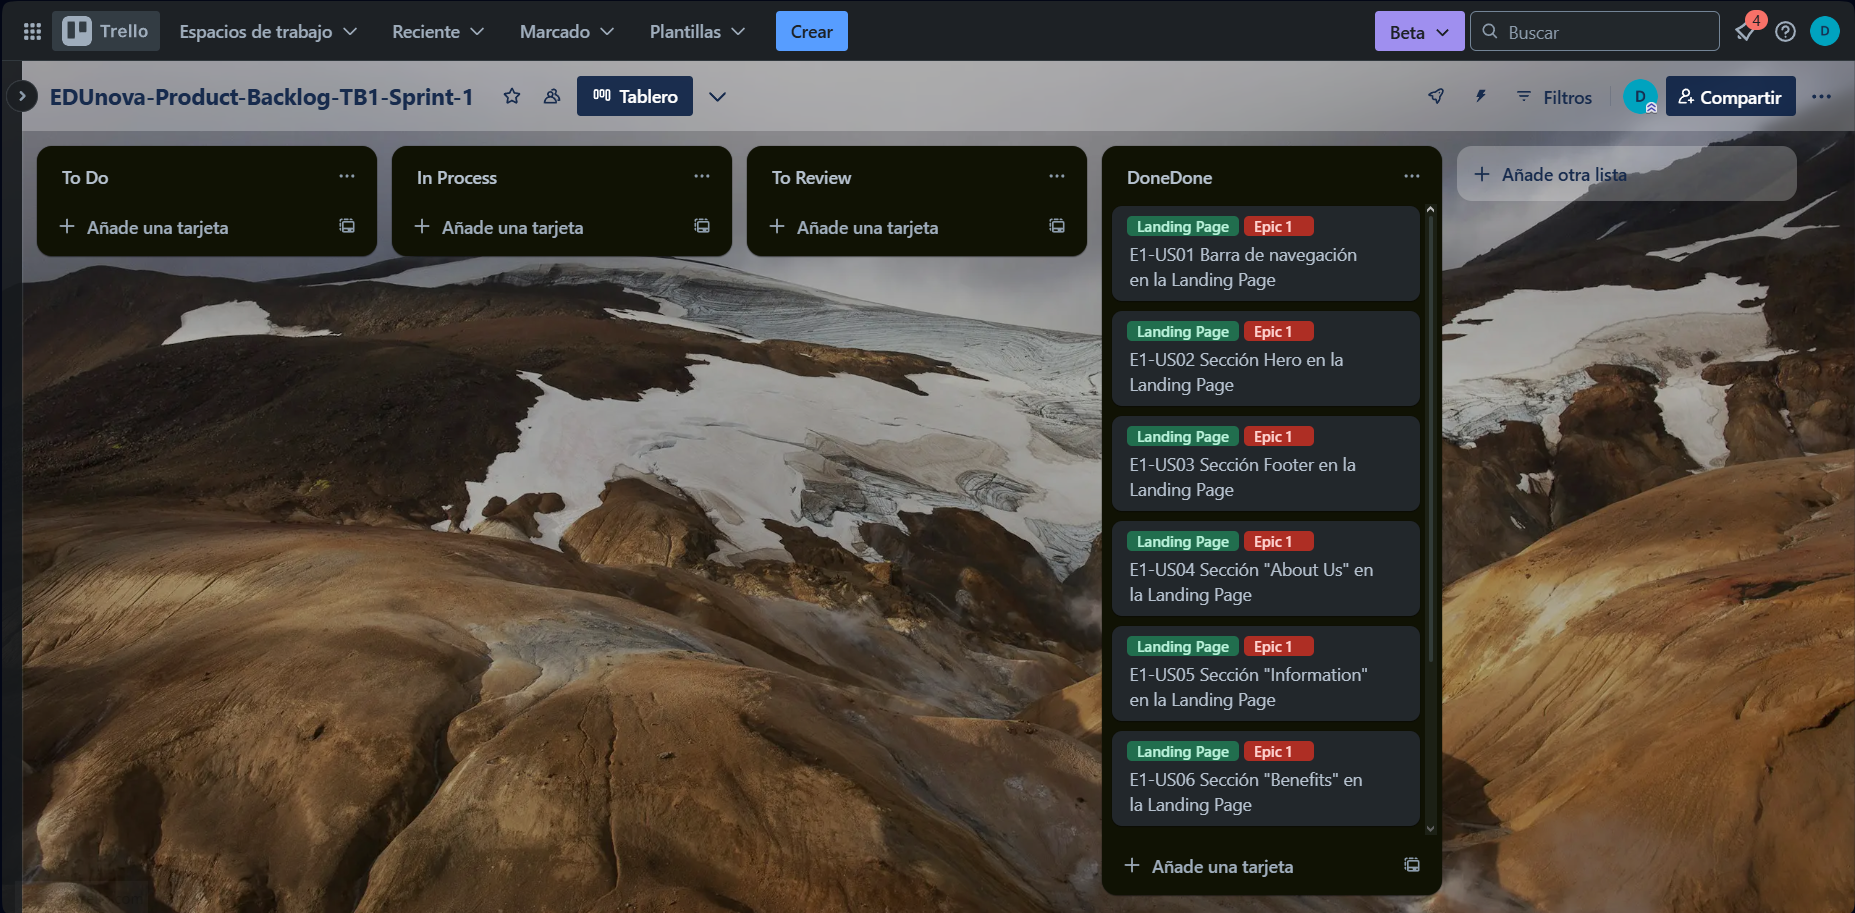 Trello Espacios de trabajo Reciente Marcado Plantillas Crear Beta Buscar 4 D
EDUnova-Product-Backlog-TB1-Sprint-1 Tablero Filtros D Compartir
To Do
+ Añade una tarjeta
In Process
+ Añade una tarjeta
To Review
+ Añade una tarjeta
DoneDone
Landing Page Epic 1
E1-US01 Barra de navegación
en la Landing Page
Landing Page Epic 1
E1-US02 Sección Hero en la
Landing Page
Landing Page Epic 1
E1-US03 Sección Footer en la
Landing Page
Landing Page Epic 1
E1-US04 Sección "About Us" en
la Landing Page
Landing Page Epic 1
E1-US05 Sección "Information"
en la Landing Page
Landing Page Epic 1
E1-US06 Sección "Benefits" en
la Landing Page
+ Añade una tarjeta
+ Añade otra lista